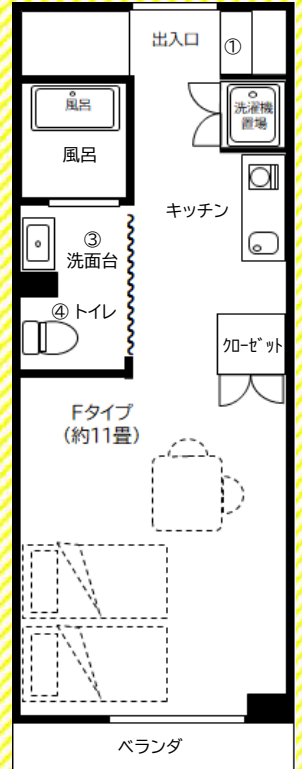 出入口
①
風呂
洗濯機
置場
風呂
キッチン
③
洗面台
④ トイレ
クローゼット
Fタイプ
(約11畳)
ベランダ